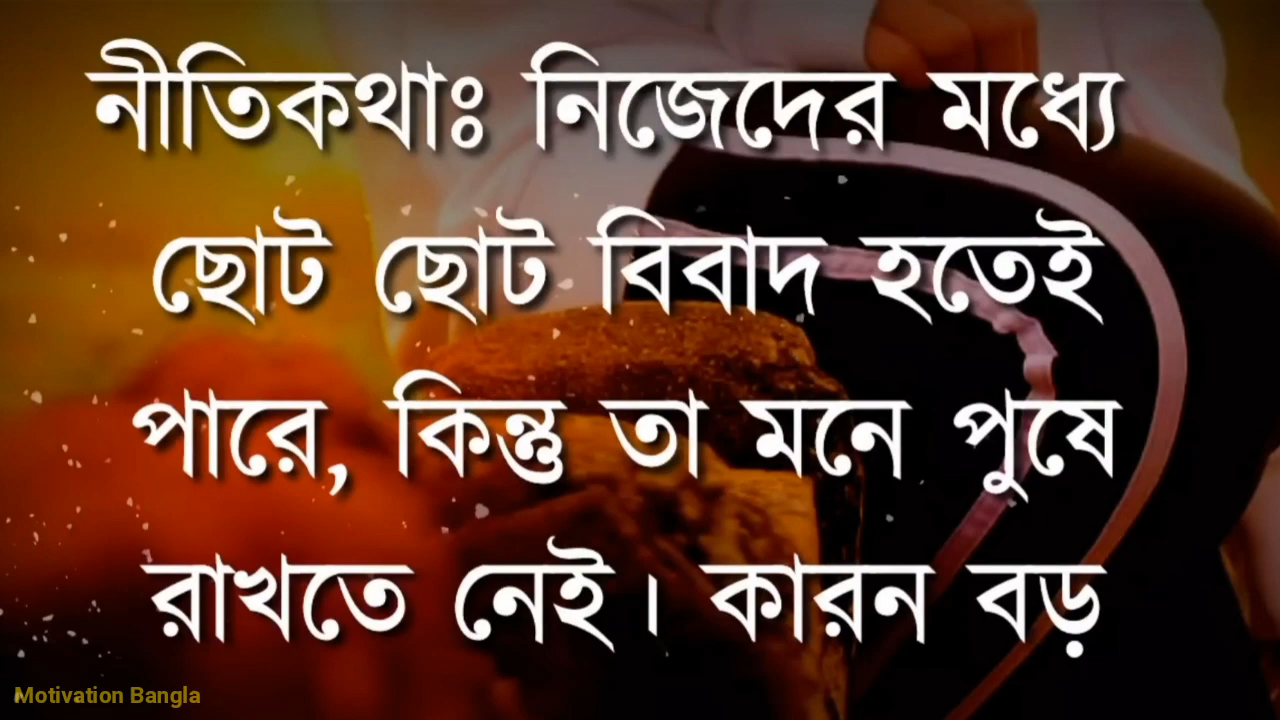 নীতিকথাঃ নিজেদের মধ্যে
ছোট ছোট বিবাদ হতেই
পারে, কিন্তু তা মনে পুষে
রাখতে নেই। কারন বড়
Motivation Bangla